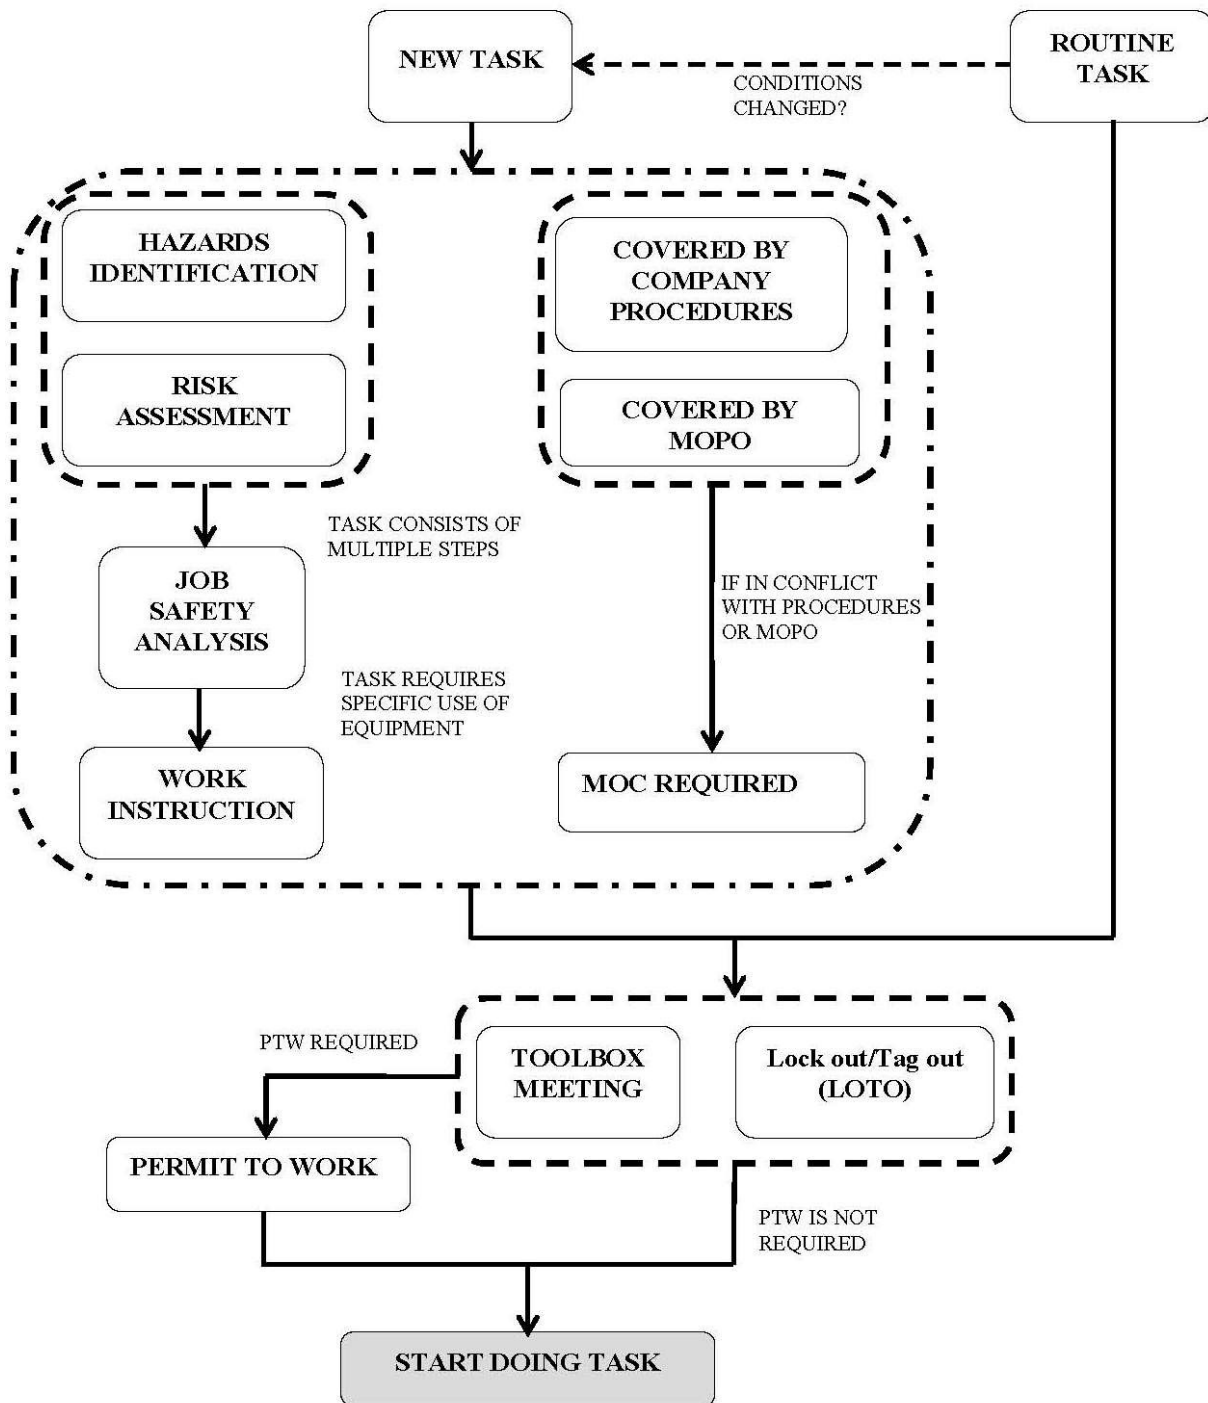 NEW TASK
ROUTINE
TASK
CONDITIONS
CHANGED?
HAZARDS
IDENTIFICATION
RISK
ASSESSMENT
COVERED BY
COMPANY
PROCEDURES
COVERED BY
MOPO
TASK CONSISTS OF
MULTIPLE STEPS
JOB
SAFETY
ANALYSIS
IF IN CONFLICT
WITH PROCEDURES
OR MOPO
TASK REQUIRES
SPECIFIC USE OF
EQUIPMENT
WORK
INSTRUCTION
MOC REQUIRED
PTW REQUIRED
TOOLBOX
MEETING
Lock out/Tag out
(LOTO)
PERMIT TO WORK
PTW IS NOT
REQUIRED
START DOING TASK